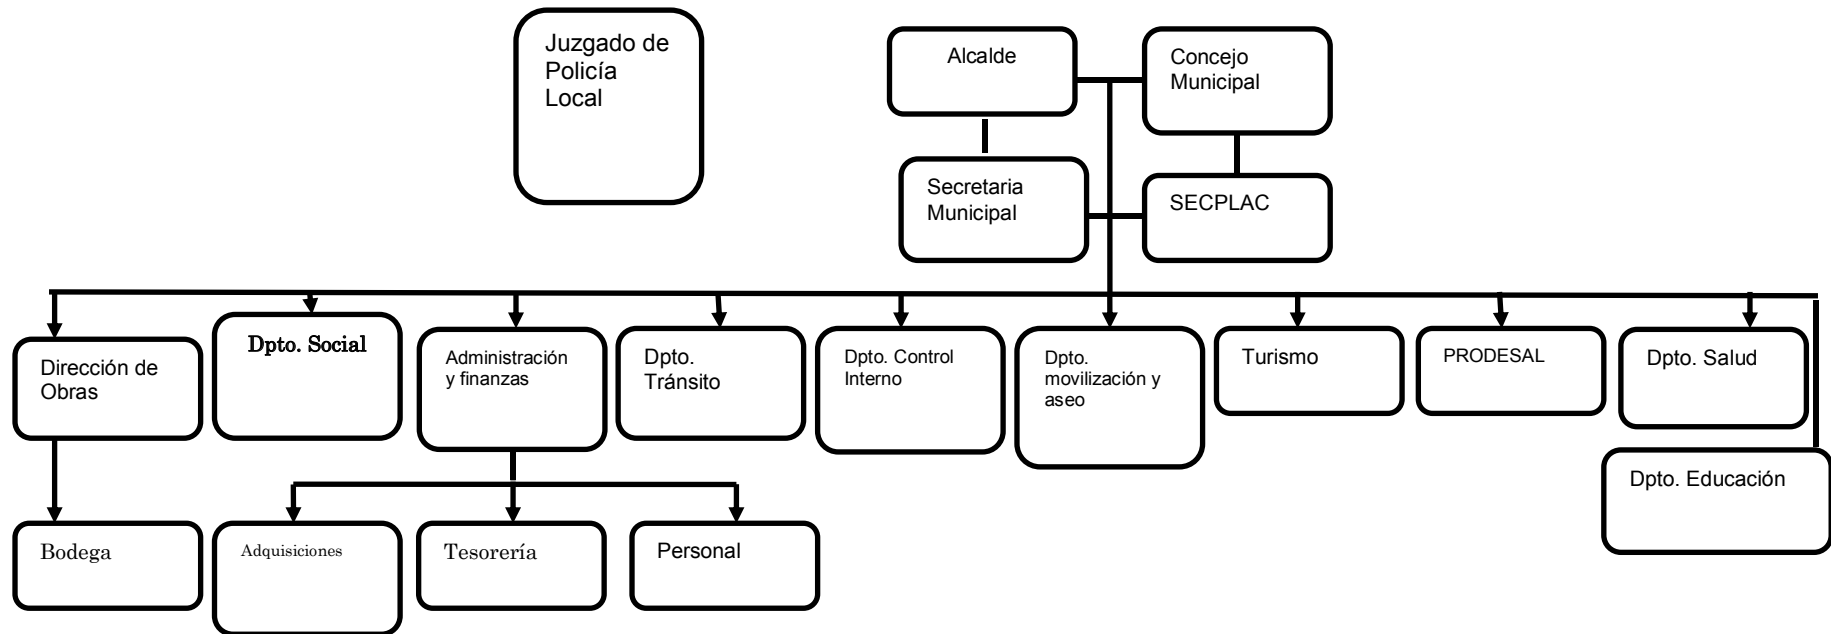 Juzgado de
Policía
Local
Alcalde
Concejo
Municipal
Secretaria
Municipal
SECPLAC
Dirección de
Obras
Dpto. Social
Administración
y finanzas
Dpto.
Tránsito
Dpto. Control
Interno
Dpto.
movilización y
aseo
Turismo
PRODESAL
Dpto. Salud
Dpto. Educación
Bodega
Adquisiciones
Tesorería
Personal